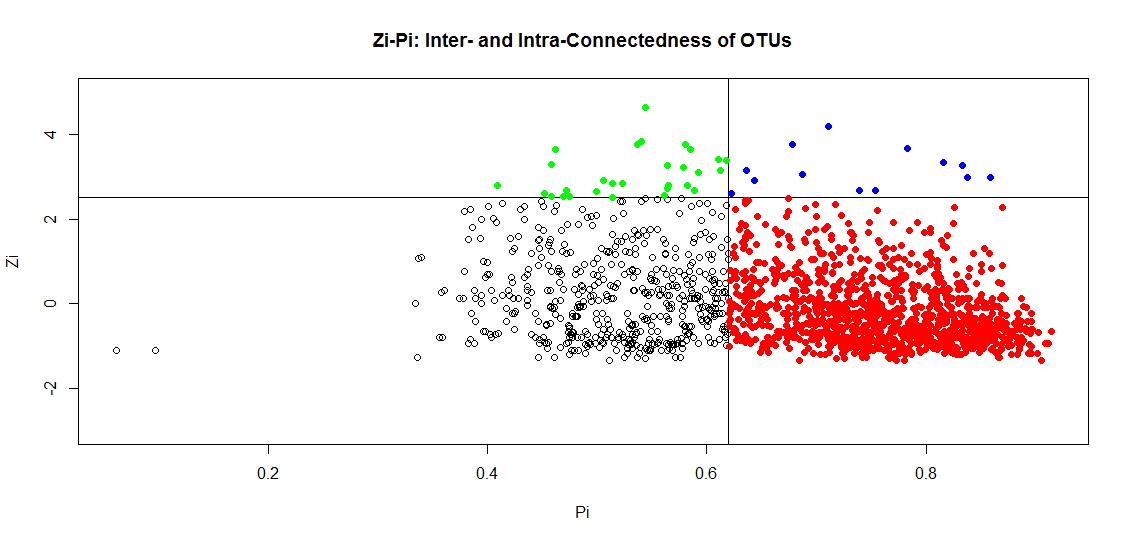 Zi-Pi: Inter- and Intra-Connectedness of OTUs
Zi
4
2
0
-2
0.2
0.4
0.6
0.8
Pi